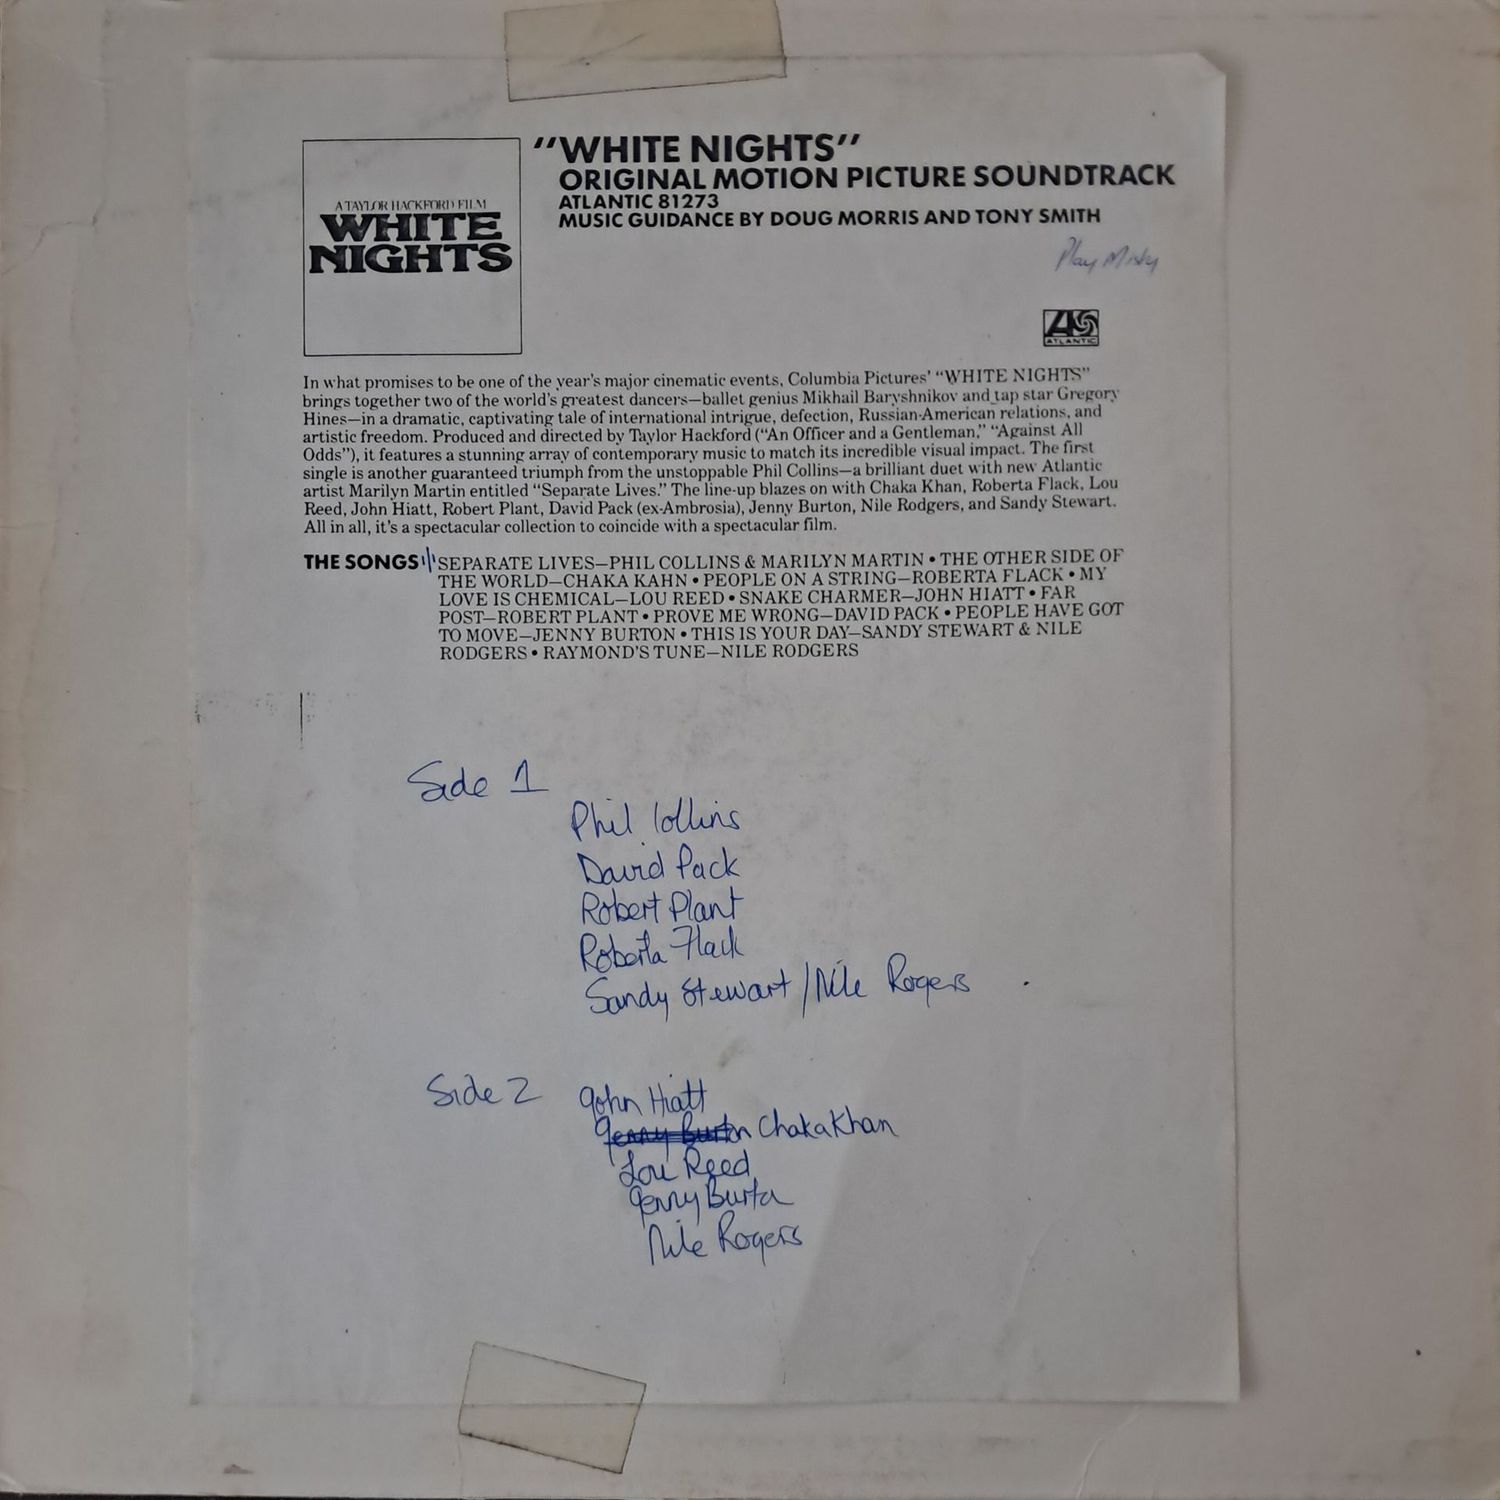 "WHITE NIGHTS"
ORIGINAL MOTION PICTURE SOUNDTRACK
ATLANTIC 81273
MUSIC GUIDANCE BY DOUG MORRIS AND TONY SMITH
A TAYLOR HACKFORD FILM
WHITE
NIGHTS
Play Misty
ATLANTIC
In what promises to be one of the year's major cinematic events, Columbia Pictures' "WHITE NIGHTS"
brings together two of the world's greatest dancers—ballet genius Mikhail Baryshnikov and tap star Gregory
Hines—in a dramatic, captivating tale of international intrigue, defection, Russian-American relations, and
artistic freedom. Produced and directed by Taylor Hackford ("An Officer and a Gentleman," "Against All
Odds"), it features a stunning array of contemporary music to match its incredible visual impact. The first
single is another guaranteed triumph from the unstoppable Phil Collins—a brilliant duet with new Atlantic
artist Marilyn Martin entitled "Separate Lives." The line-up blazes on with Chaka Khan, Roberta Flack, Lou
Reed, John Hiatt, Robert Plant, David Pack (ex-Ambrosia), Jenny Burton, Nile Rodgers, and Sandy Stewart.
All in all, it's a spectacular collection to coincide with a spectacular film.
THE SONGS SEPARATE LIVES—PHIL COLLINS & MARILYN MARTIN • THE OTHER SIDE OF
THE WORLD—CHAKA KAHN • PEOPLE ON A STRING—ROBERTA FLACK • MY
LOVE IS CHEMICAL—LOU REED • SNAKE CHARMER—JOHN HIATT • FAR
POST—ROBERT PLANT • PROVE ME WRONG—DAVID PACK • PEOPLE HAVE GOT
TO MOVE—JENNY BURTON • THIS IS YOUR DAY—SANDY STEWART & NILE
RODGERS • RAYMOND'S TUNE—NILE RODGERS
Side 1
Phil Collins
David Pack
Robert Plant
Roberta Flack
Sandy Stewart / Nile Rogers
Side 2 John Hiatt
Jenny Burton Chaka Khan
Lou Reed
Jenny Burton
Nile Rogers